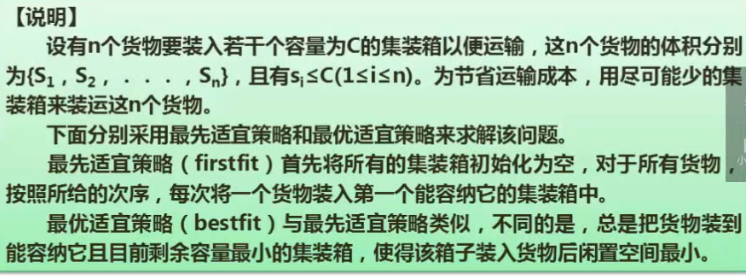 【说明】
设有n个货物要装入若干个容量为C的集装箱以便运输，这n个货物的体积分别
为{S₁，S₂，．．．，Sₙ}，且有sᵢ≤C(1≤i≤n)。为节省运输成本，用尽可能少的集
装箱来装运这n个货物。
下面分别采用最先适宜策略和最优适宜策略来求解该问题。
最先适宜策略（firstfit）首先将所有的集装箱初始化为空，对于所有货物，
按照所给的次序，每次将一个货物装入第一个能容纳它的集装箱中。
最优适宜策略（bestfit）与最先适宜策略类似，不同的是，总是把货物装到
能容纳它且目前剩余容量最小的集装箱，使得该箱子装入货物后闲置空间最小。